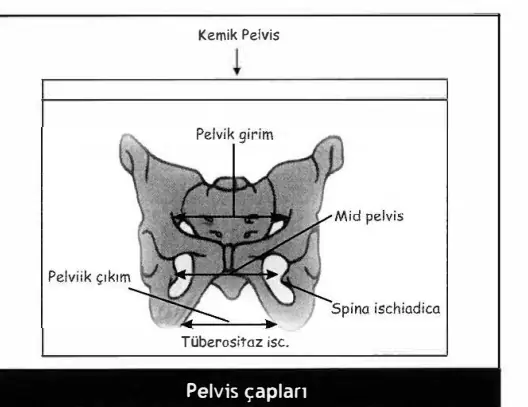 Kemik Pelvis
Pelvik girim
Mid pelvis
Pelviik çıkım
Spina ischiadica
Tüberositaz isc.
Pelvis çapları